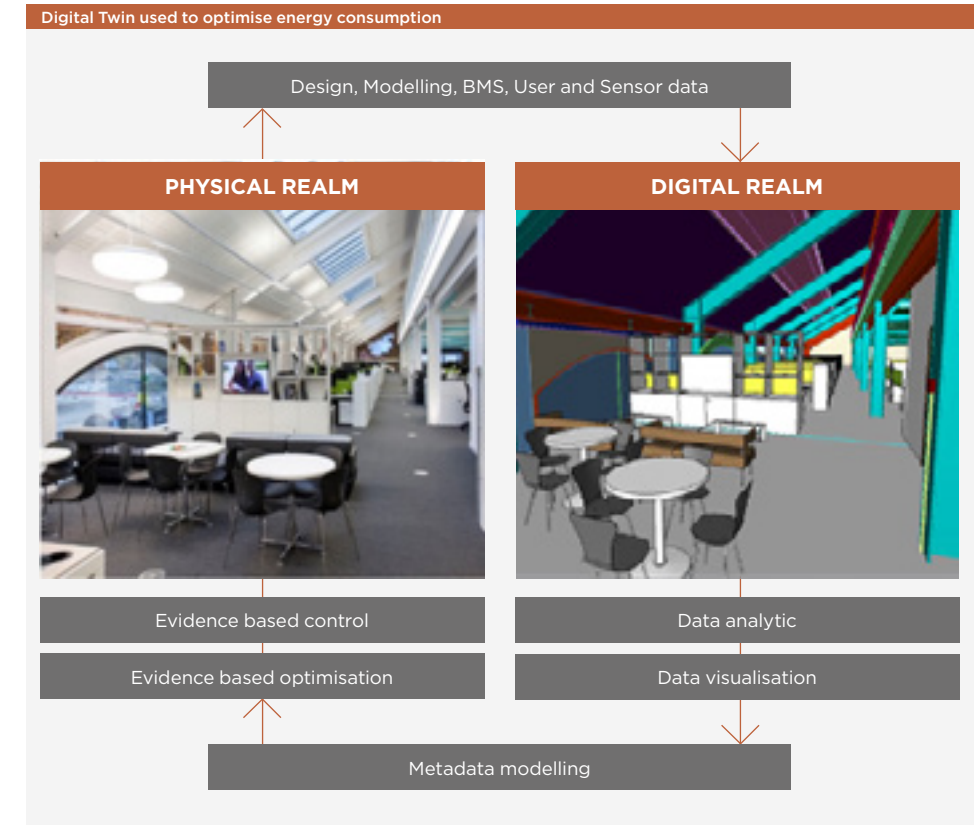 Digital Twin used to optimise energy consumption
Design, Modelling, BMS, User and Sensor data
PHYSICAL REALM
DIGITAL REALM
Evidence based control
Data analytic
Evidence based optimisation
Data visualisation
Metadata modelling